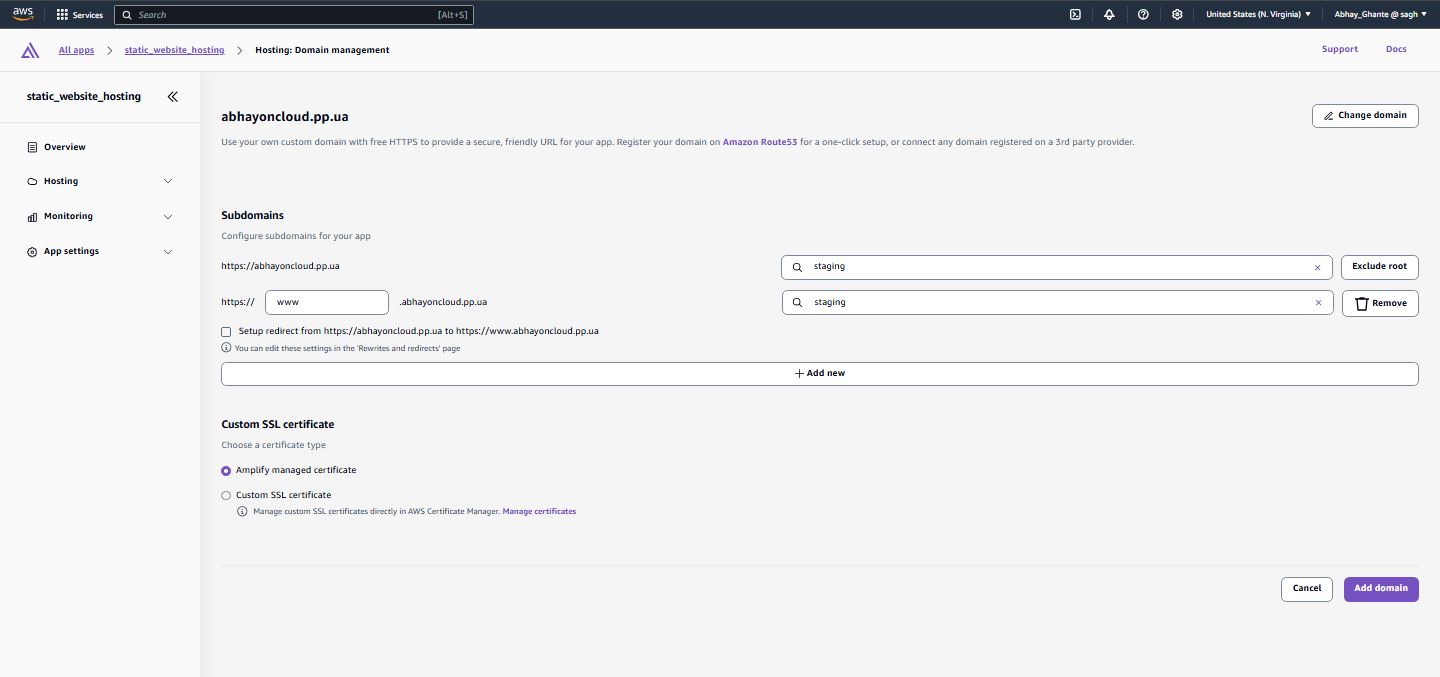 aws Services Search [Alt+S] United States (N. Virginia) Abhay_Ghante @ sagh
All apps static_website_hosting Hosting: Domain management Support Docs
static_website_hosting
Overview
Hosting
Monitoring
App settings
abhayoncloud.pp.ua Change domain
Use your own custom domain with free HTTPS to provide a secure, friendly URL for your app. Register your domain on Amazon Route53 for a one-click setup, or connect any domain registered on a 3rd party provider.
Subdomains
Configure subdomains for your app
https://abhayoncloud.pp.ua staging Exclude root
https:// www .abhayoncloud.pp.ua staging Remove
Setup redirect from https://abhayoncloud.pp.ua to https://www.abhayoncloud.pp.ua
You can edit these settings in the 'Rewrites and redirects' page
Add new
Custom SSL certificate
Choose a certificate type
Amplify managed certificate
Custom SSL certificate
Manage custom SSL certificates directly in AWS Certificate Manager. Manage certificates
Cancel Add domain